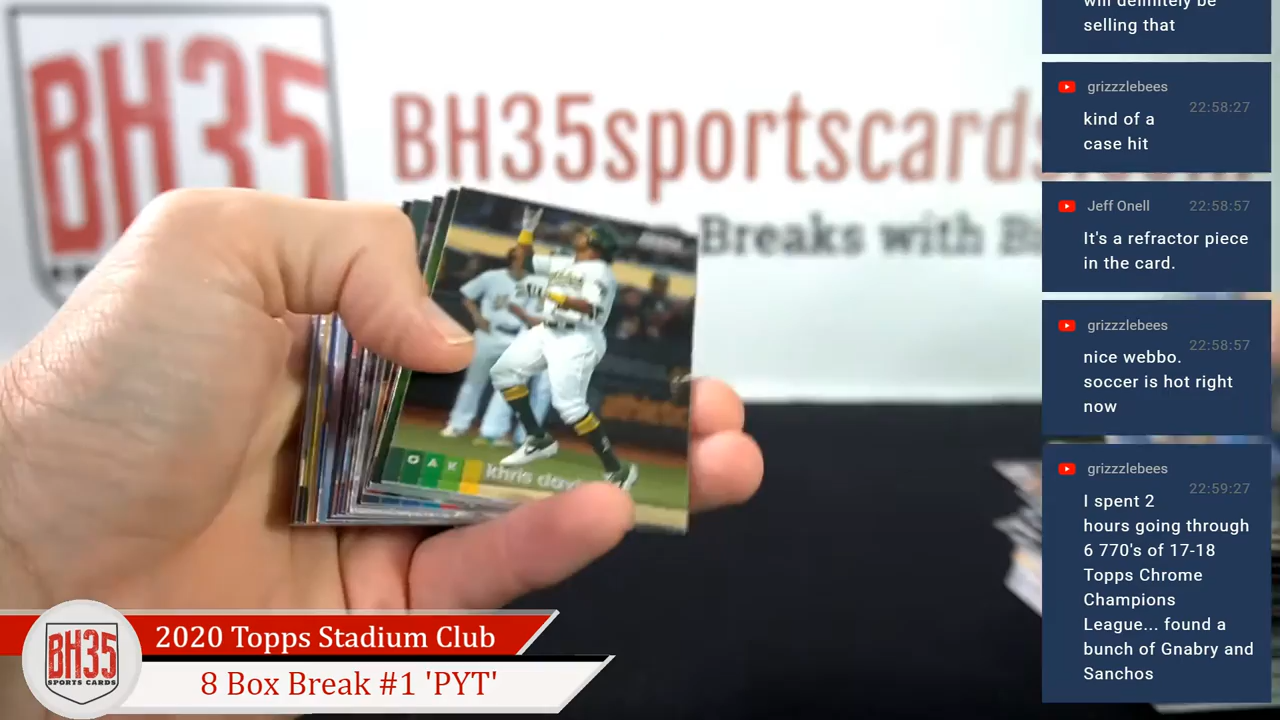 BH35
BH35sportscards
Breaks with
OAK khris davi
BH35
SPORTS CARDS
2020 Topps Stadium Club
8 Box Break #1 'PYT'
will definitely be
selling that
grizzzlebees
22:58:27
kind of a
case hit
Jeff Onell 22:58:57
It's a refractor piece
in the card.
grizzzlebees
22:58:57
nice webbo.
soccer is hot right
now
grizzzlebees
22:59:27
I spent 2
hours going through
6 770's of 17-18
Topps Chrome
Champions
League... found a
bunch of Gnabry and
Sanchos